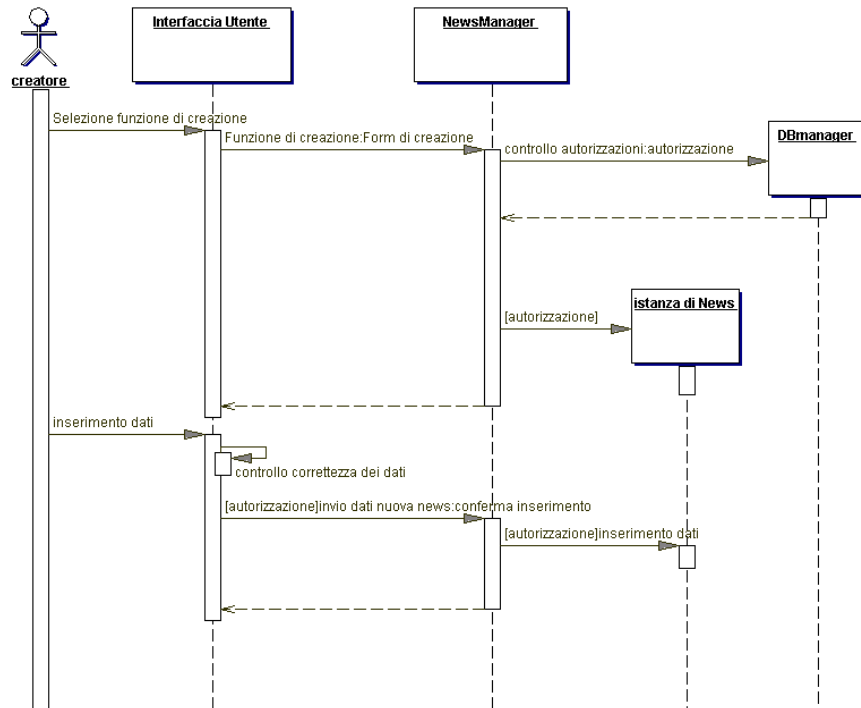 Interfaccia Utente
NewsManager
creatore
Selezione funzione di creazione
Funzione di creazione:Form di creazione
controllo autorizzazioni:autorizzazione
DBmanager
istanza di News
[autorizzazione]
inserimento dati
controllo correttezza dei dati
[autorizzazione]invio dati nuova news:conferma inserimento
[autorizzazione]inserimento dati